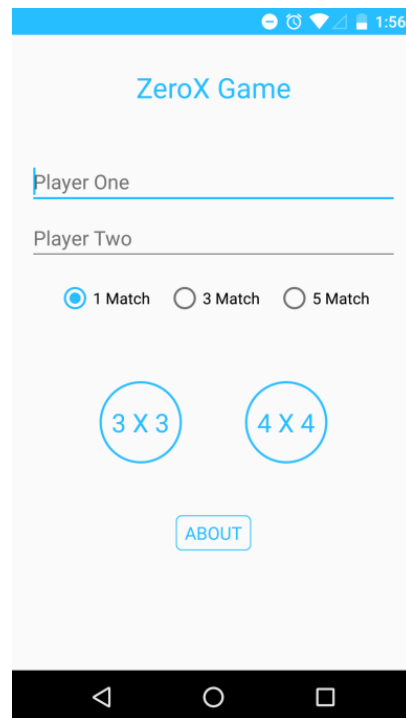 1:56
ZeroX Game
Player One
Player Two
1 Match 3 Match 5 Match
3 X 3 4 X 4
ABOUT